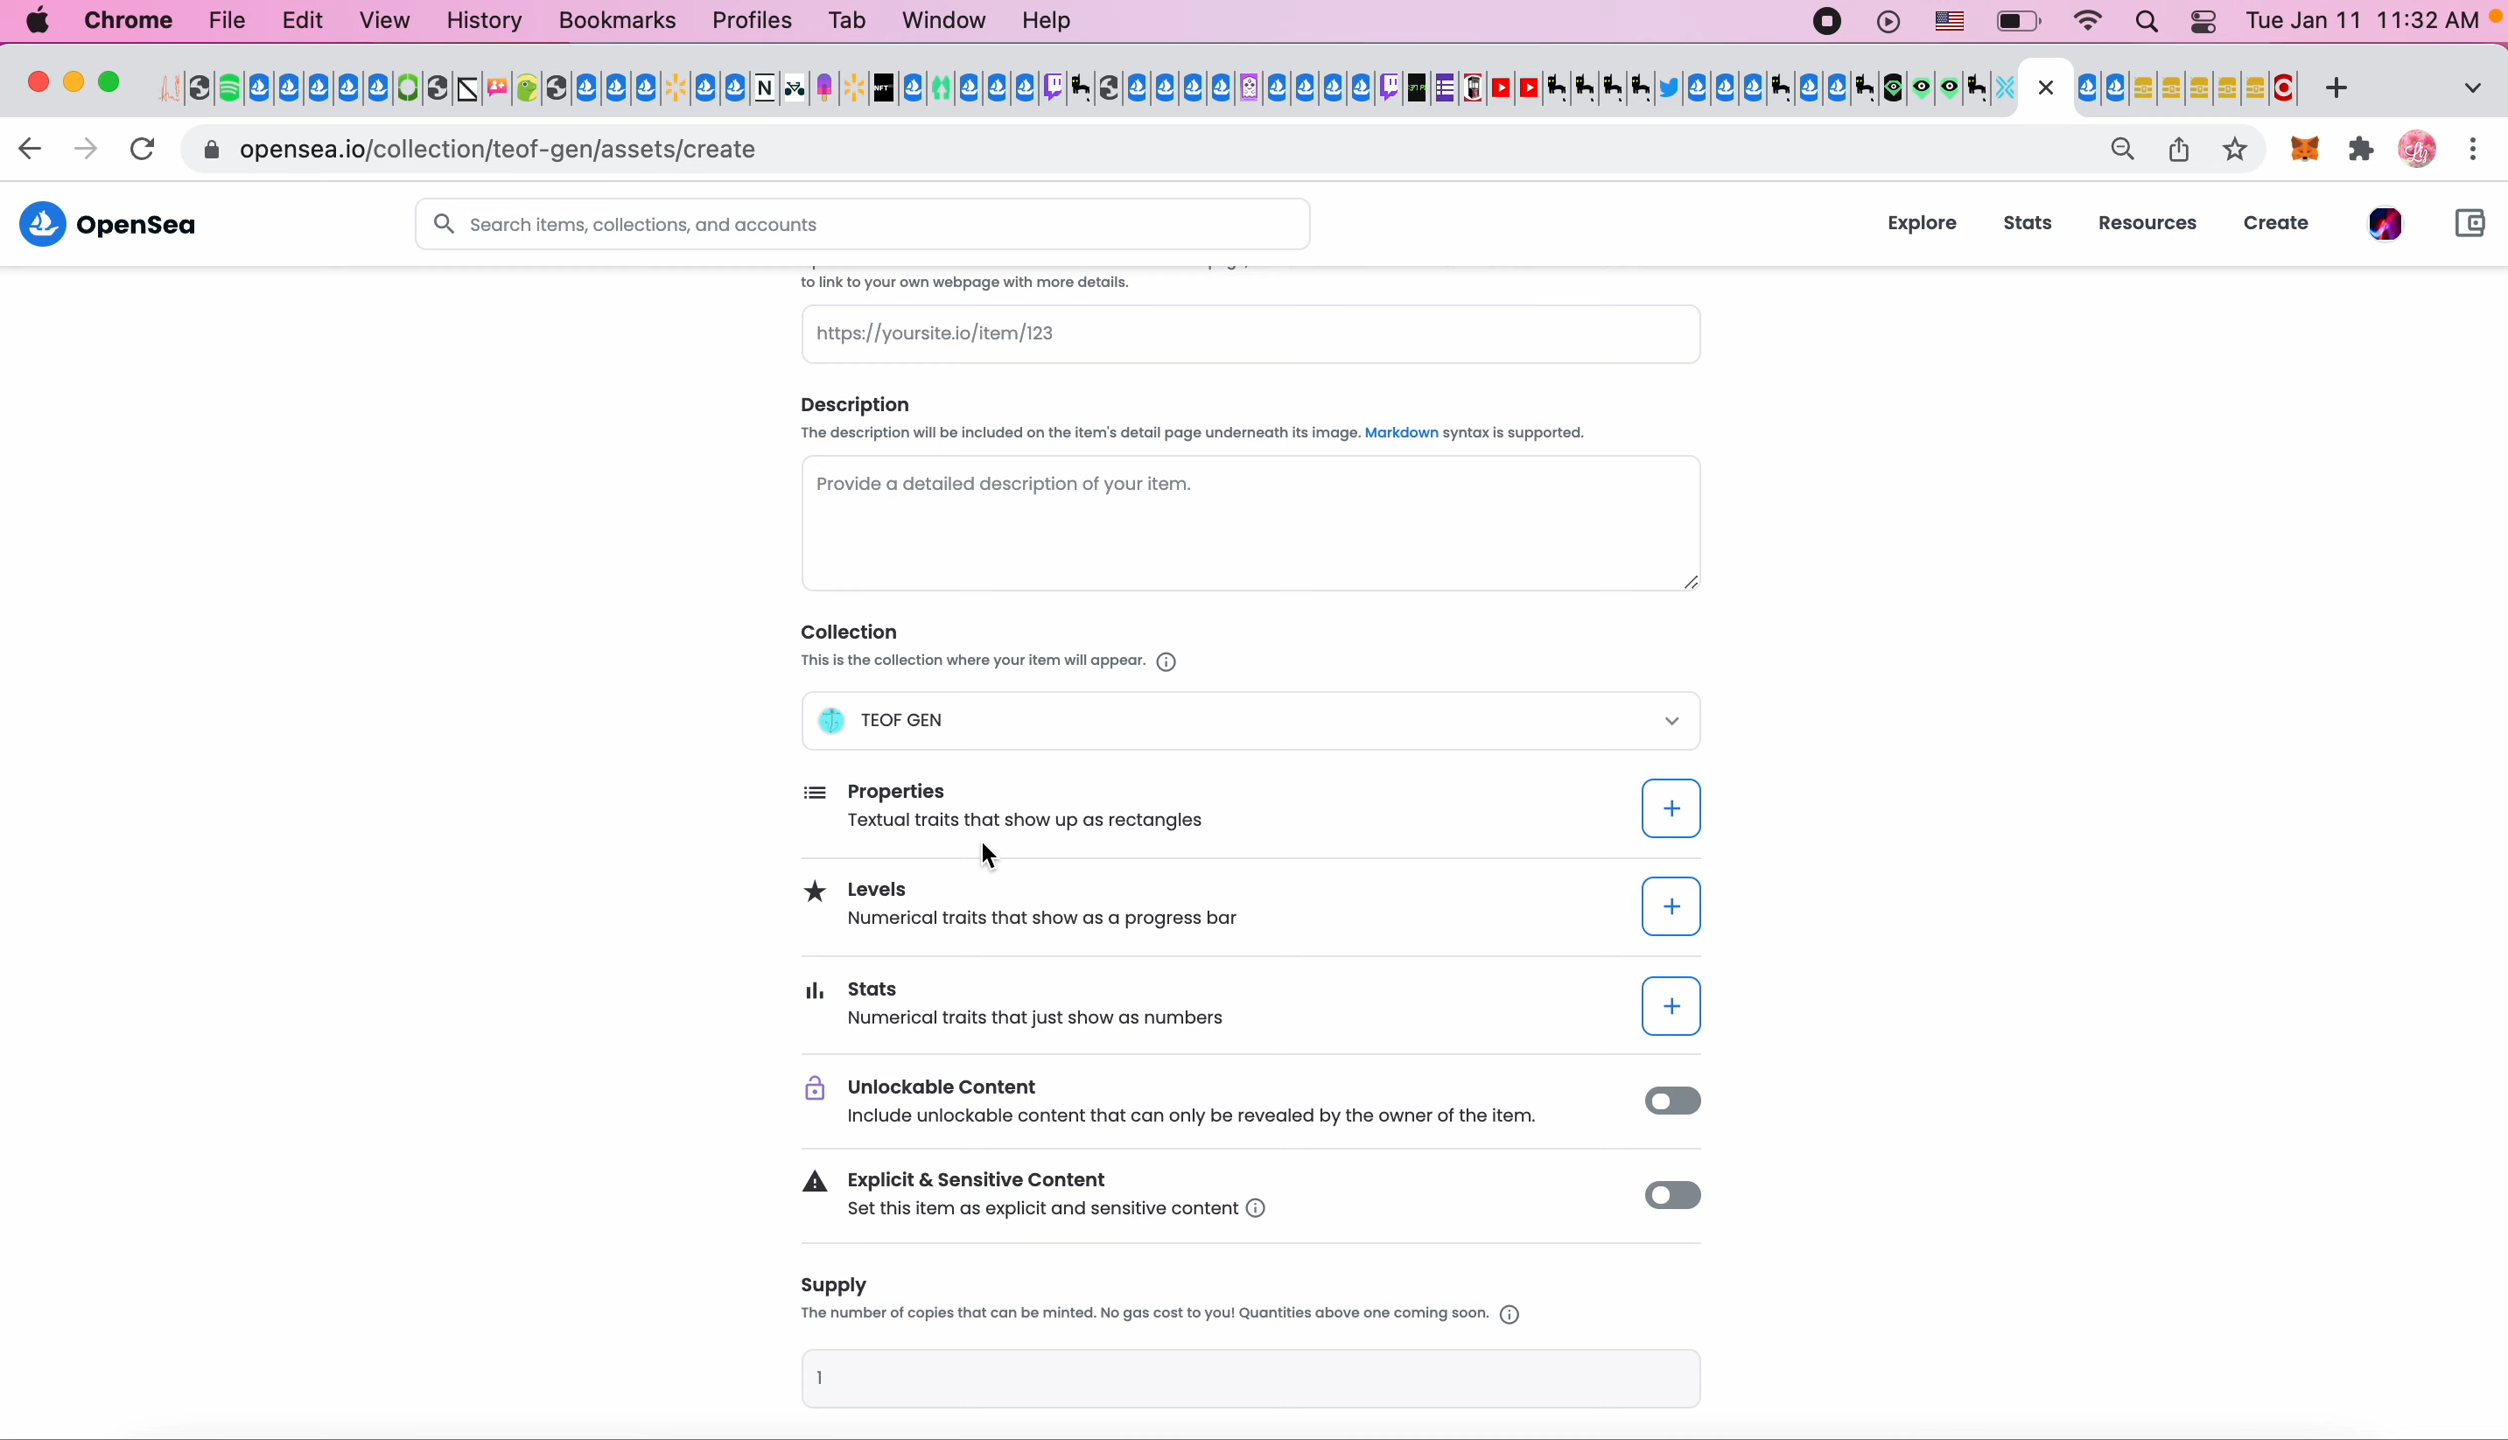 Chrome File Edit View History Bookmarks Profiles Tab Window Help Tue Jan 11 11:32 AM
opensea.io/collection/teof-gen/assets/create
OpenSea Search items, collections, and accounts Explore Stats Resources Create
to link to your own webpage with more details.
https://yoursite.io/item/123
Description
The description will be included on the item's detail page underneath its image. Markdown syntax is supported.
Provide a detailed description of your item.
Collection
This is the collection where your item will appear.
TEOF GEN
Properties
Textual traits that show up as rectangles
Levels
Numerical traits that show as a progress bar
Stats
Numerical traits that just show as numbers
Unlockable Content
Include unlockable content that can only be revealed by the owner of the item.
Explicit & Sensitive Content
Set this item as explicit and sensitive content
Supply
The number of copies that can be minted. No gas cost to you! Quantities above one coming soon.
1